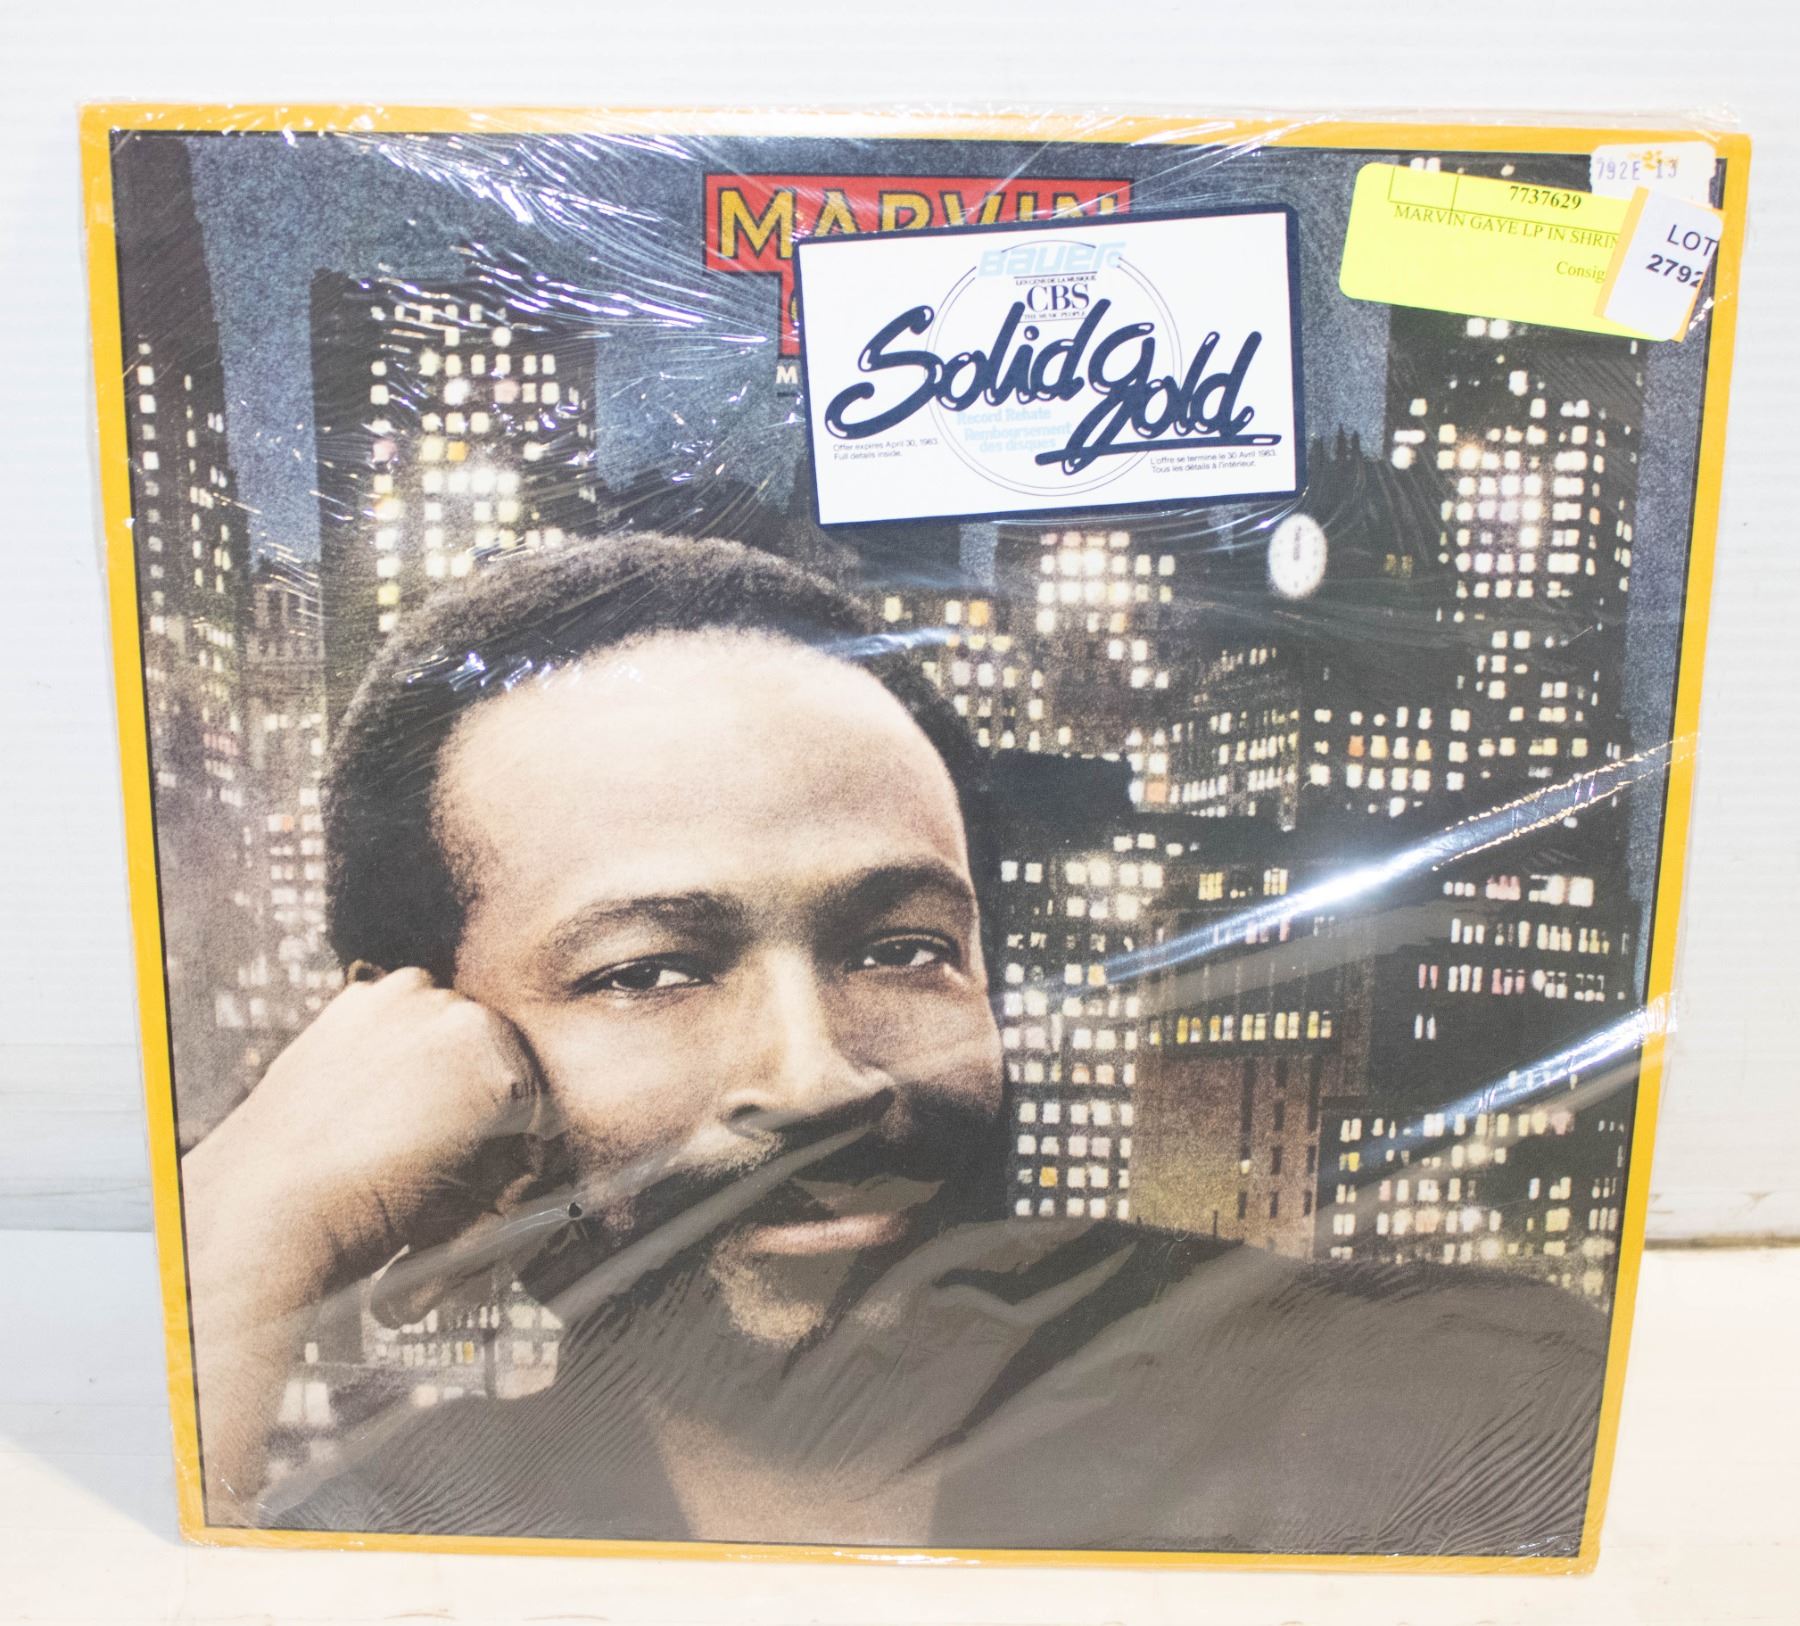 MARVIN
M
BAUER
LES GENS DE LA MUSIQUE
CBS
THE MUSIC PEOPLE
Solid Gold
Record Rebate
Remboursement
des disques
Offer expires April 30, 1983.
Full details inside.
L'offre se termine le 30 Avril 1983.
Tous les détails à l'intérieur.
792E 13
7737629
MARVIN GAYE LP IN SHRIN
Consig
LOT
2792